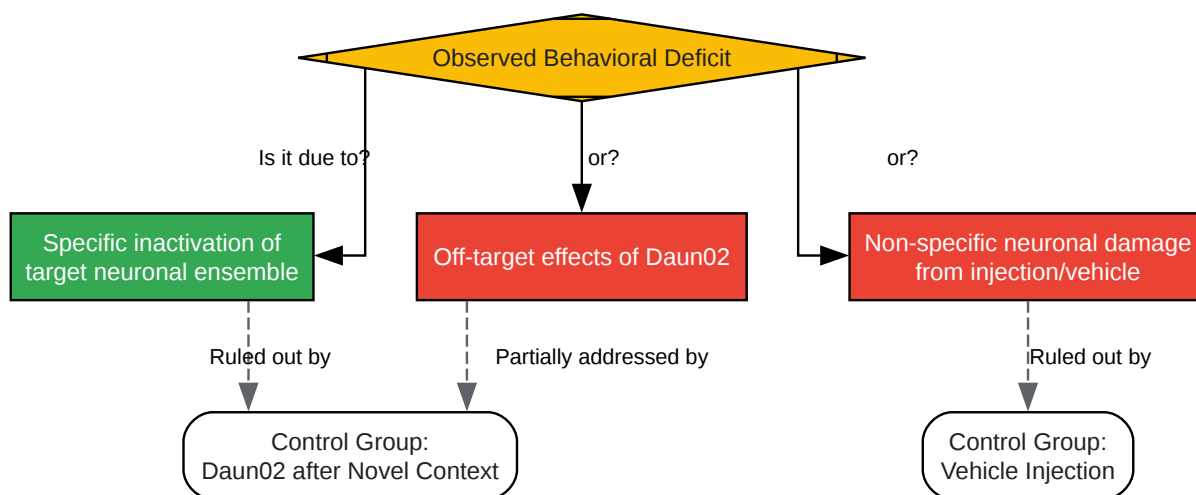 Observed Behavioral Deficit
Is it due to?
or?
or?
Specific inactivation of
target neuronal ensemble
Off-target effects of Daun02
Non-specific neuronal damage
from injection/vehicle
Ruled out by
Partially addressed by
Ruled out by
Control Group:
Daun02 after Novel Context
Control Group:
Vehicle Injection